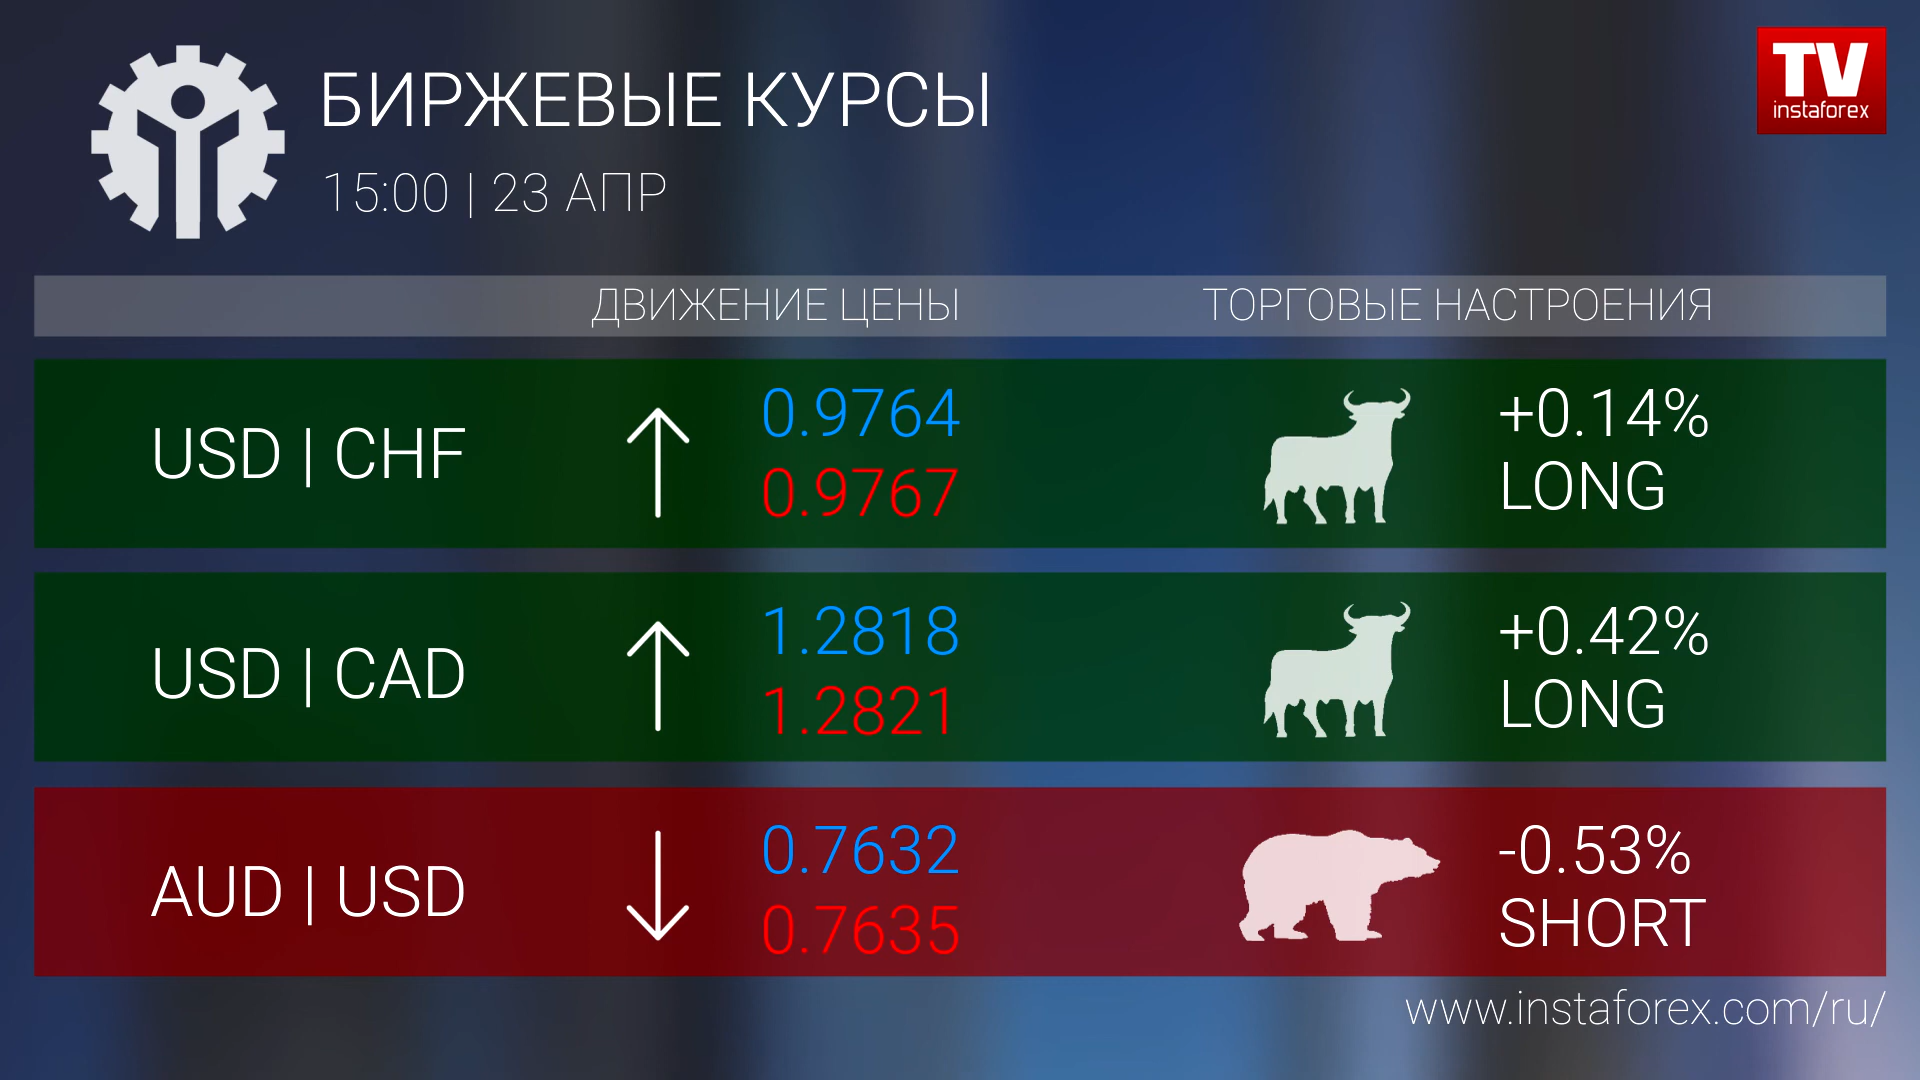 БИРЖЕВЫЕ КУРСЫ
15:00 | 23 АПР
TV
instaforex
ДВИЖЕНИЕ ЦЕНЫ
ТОРГОВЫЕ НАСТРОЕНИЯ
USD | CHF
0.9764
0.9767
+0.14%
LONG
USD | CAD
1.2818
1.2821
+0.42%
LONG
AUD | USD
0.7632
0.7635
-0.53%
SHORT
www.instaforex.com/ru/